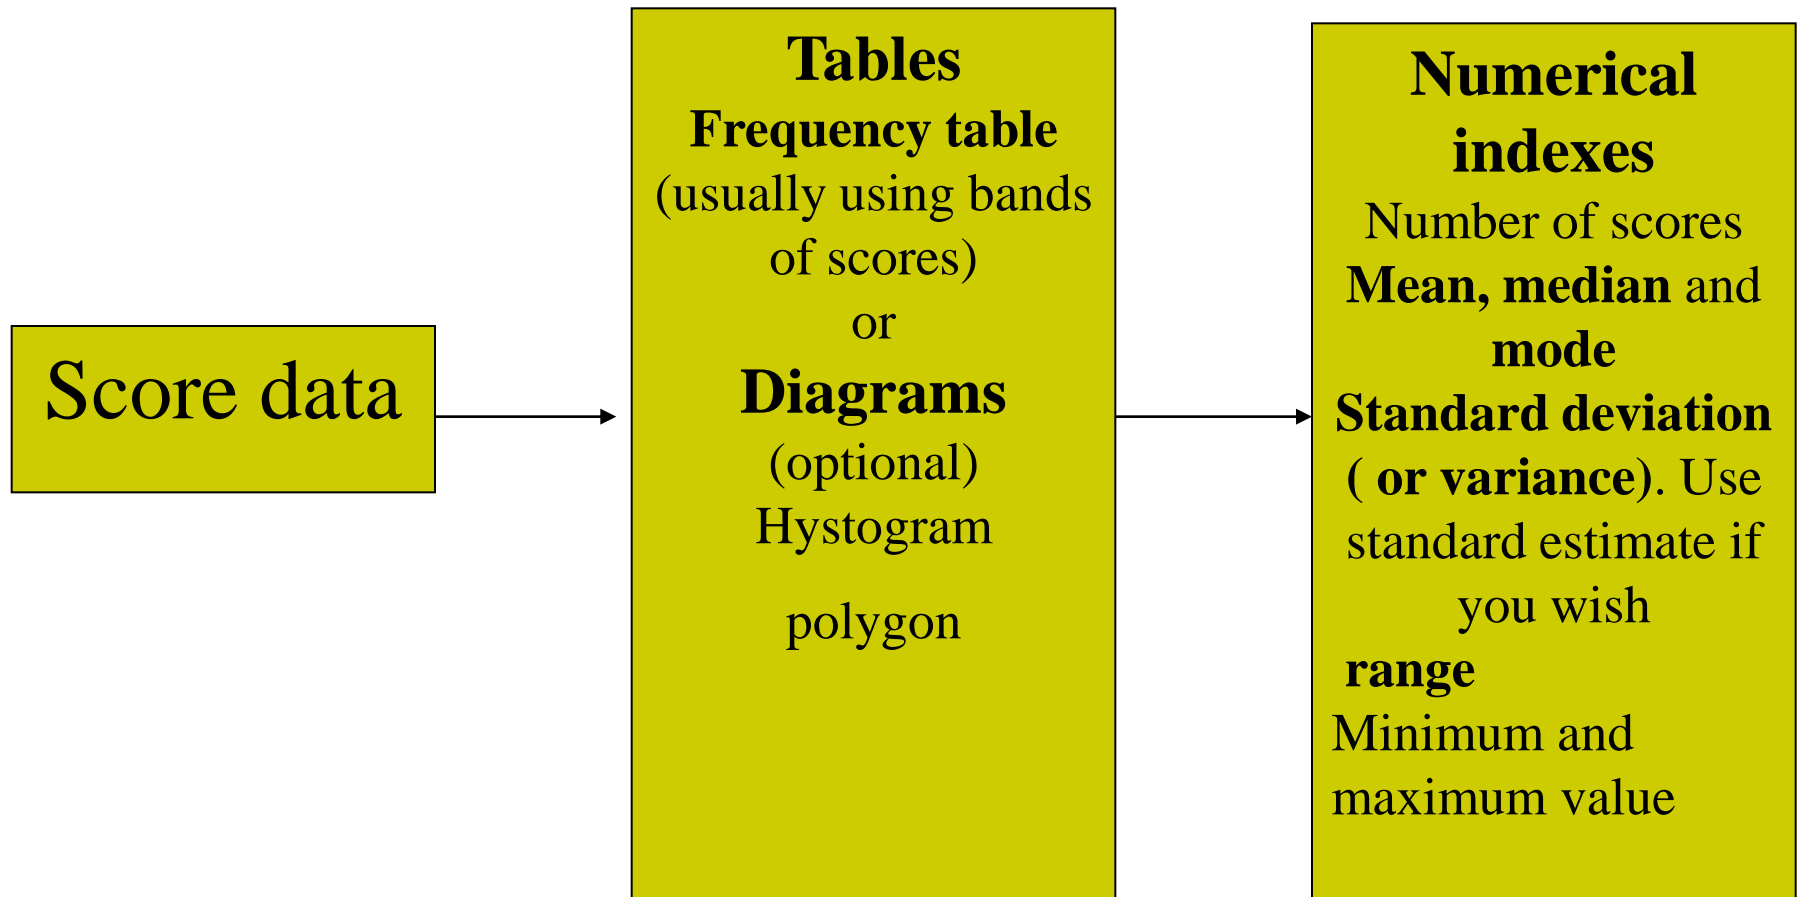 Score data
Tables
Frequency table
(usually using bands
of scores)
or
Diagrams
(optional)
Hystogram
polygon
Numerical
indexes
Number of scores
Mean, median and
mode
Standard deviation
( or variance). Use
standard estimate if
you wish
range
Minimum and
maximum value